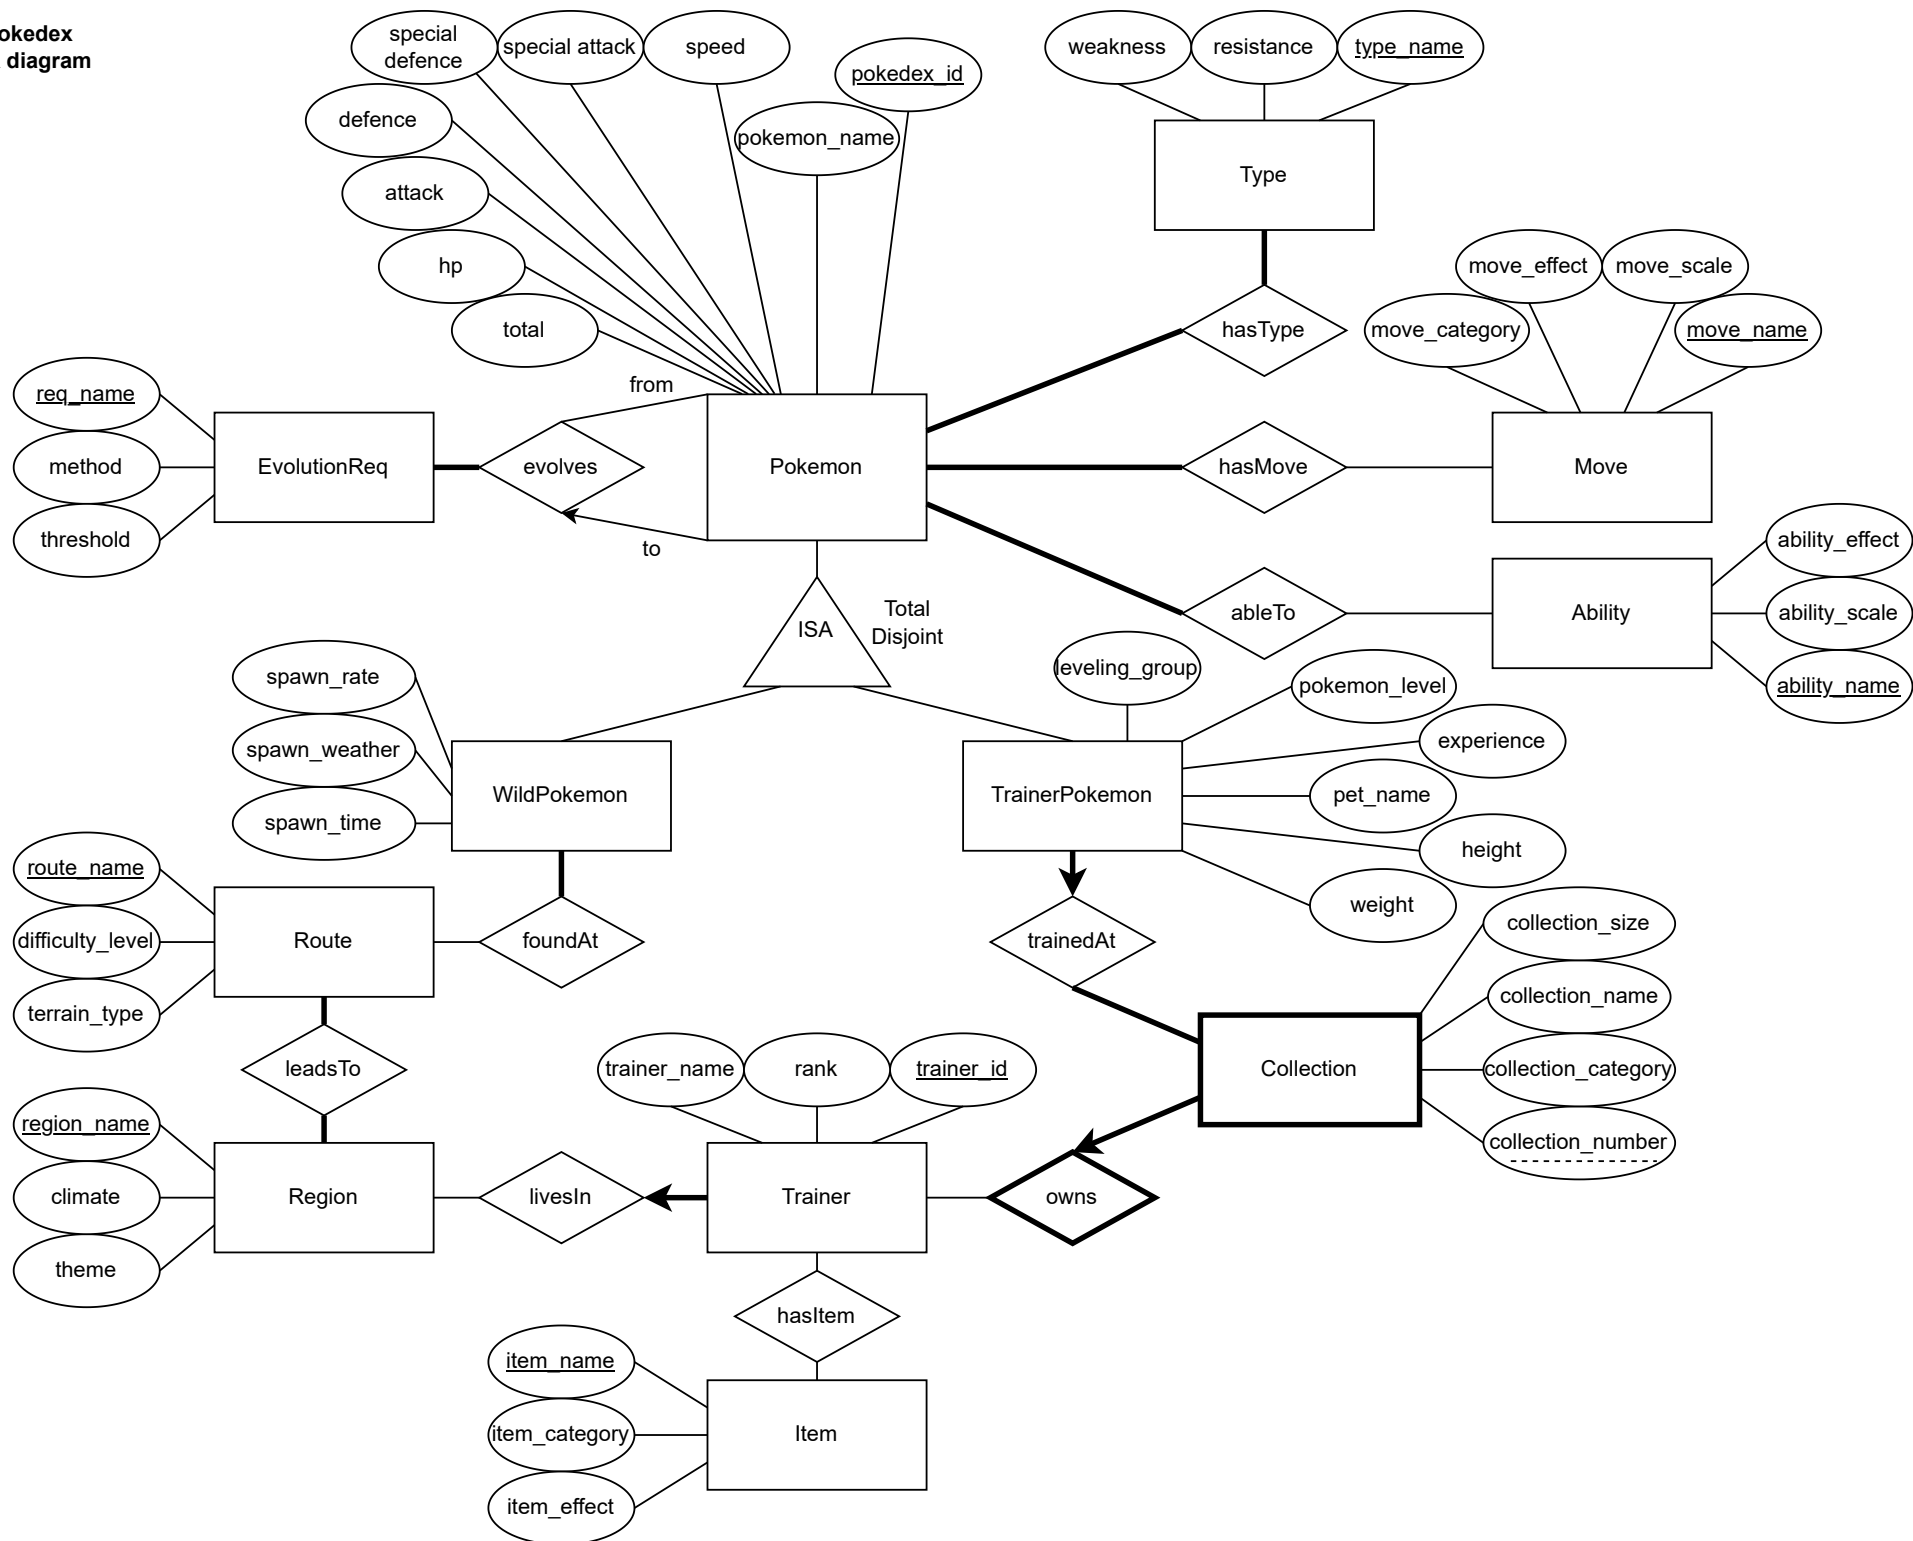 okedex
diagram
special
defence
special attack
speed
pokedex_id
weakness
resistance
type_name
defence
pokemon_name
Type
attack
hp
move_effect
move_scale
total
hasType
move_category
move_name
from
req_name
method
EvolutionReq
evolves
Pokemon
hasMove
Move
threshold
to
ability_effect
ISA
Total
Disjoint
ableTo
Ability
ability_scale
leveling_group
spawn_rate
pokemon_level
ability_name
spawn_weather
experience
WildPokemon
TrainerPokemon
pet_name
spawn_time
height
route_name
weight
collection_size
difficulty_level
Route
foundAt
trainedAt
collection_name
terrain_type
leadsTo
trainer_name
rank
trainer_id
Collection
collection_category
region_name
collection_number
climate
Region
livesIn
Trainer
owns
theme
hasItem
item_name
item_category
Item
item_effect